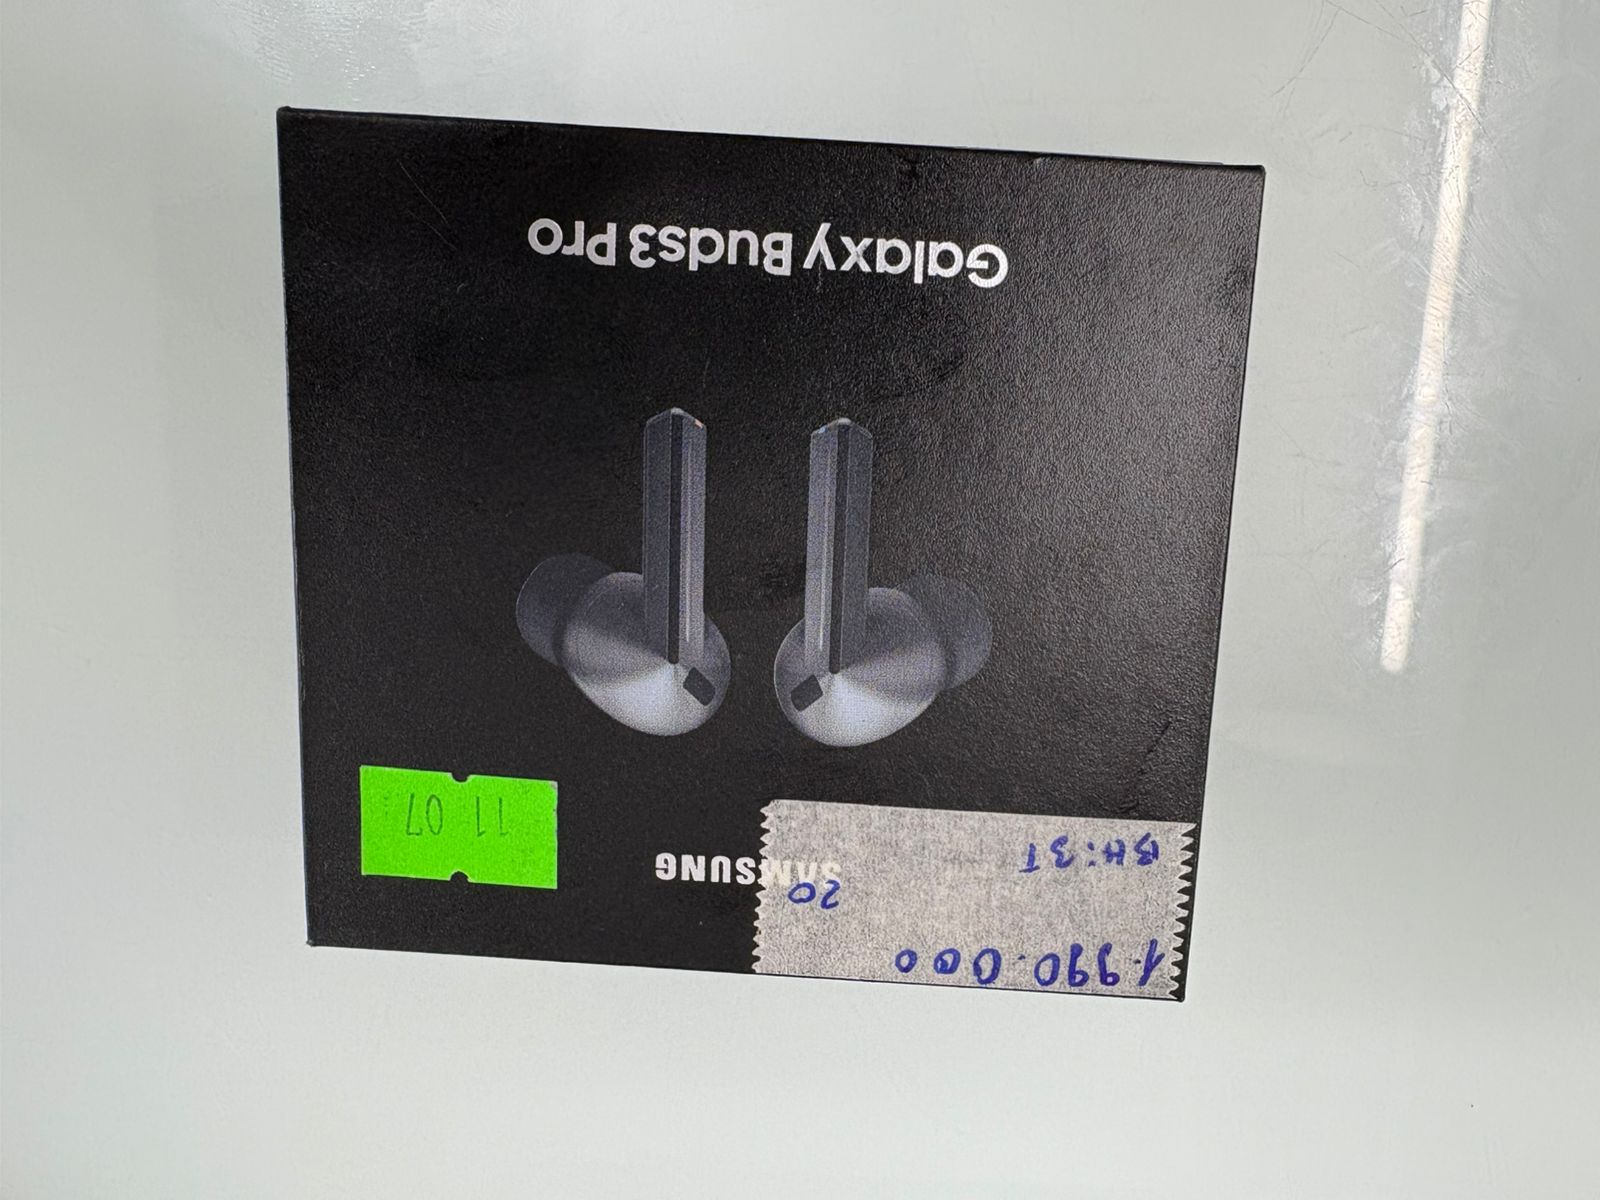 1.990.000
20
BH: 3T
SAMSUNG
11 07
Galaxy Buds3 Pro